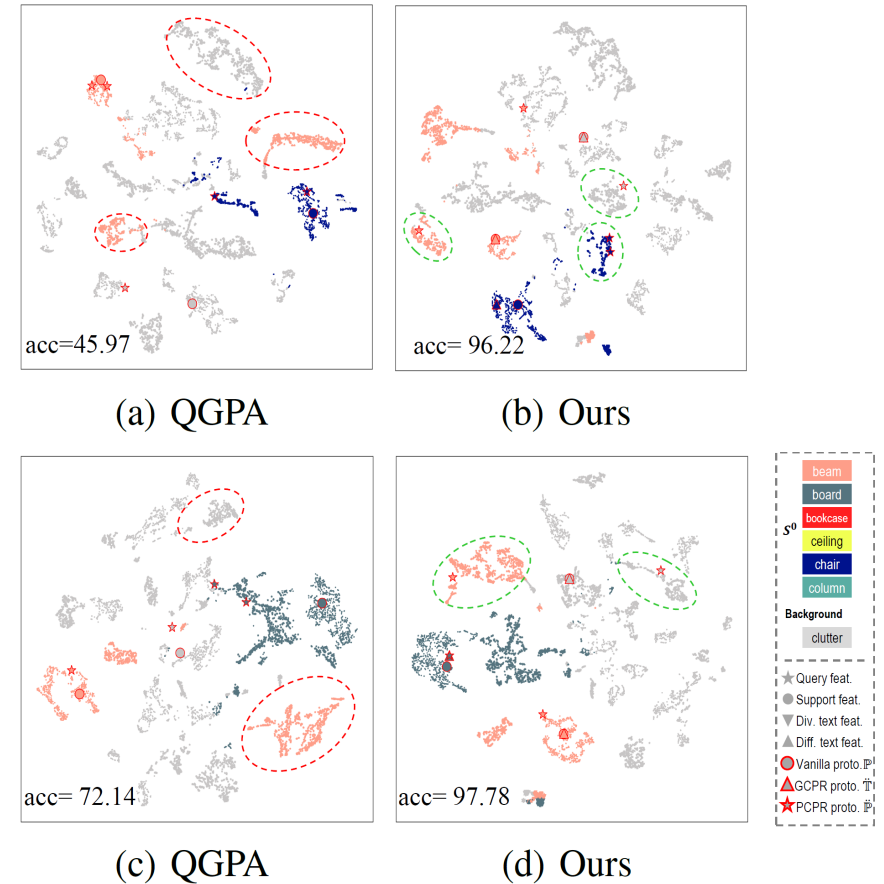 acc=45.97
acc= 96.22
(a) QGPA
(b) Ours
acc= 72.14
acc= 97.78
(c) QGPA
(d) Ours
beam
board
bookcase
S⁰
ceiling
chair
column
Background
clutter
Query feat.
Support feat.
Div. text feat.
Diff. text feat.
Vanilla proto. ℙ
GCPR proto. 𝕋̈
PCPR proto. ℙ̈